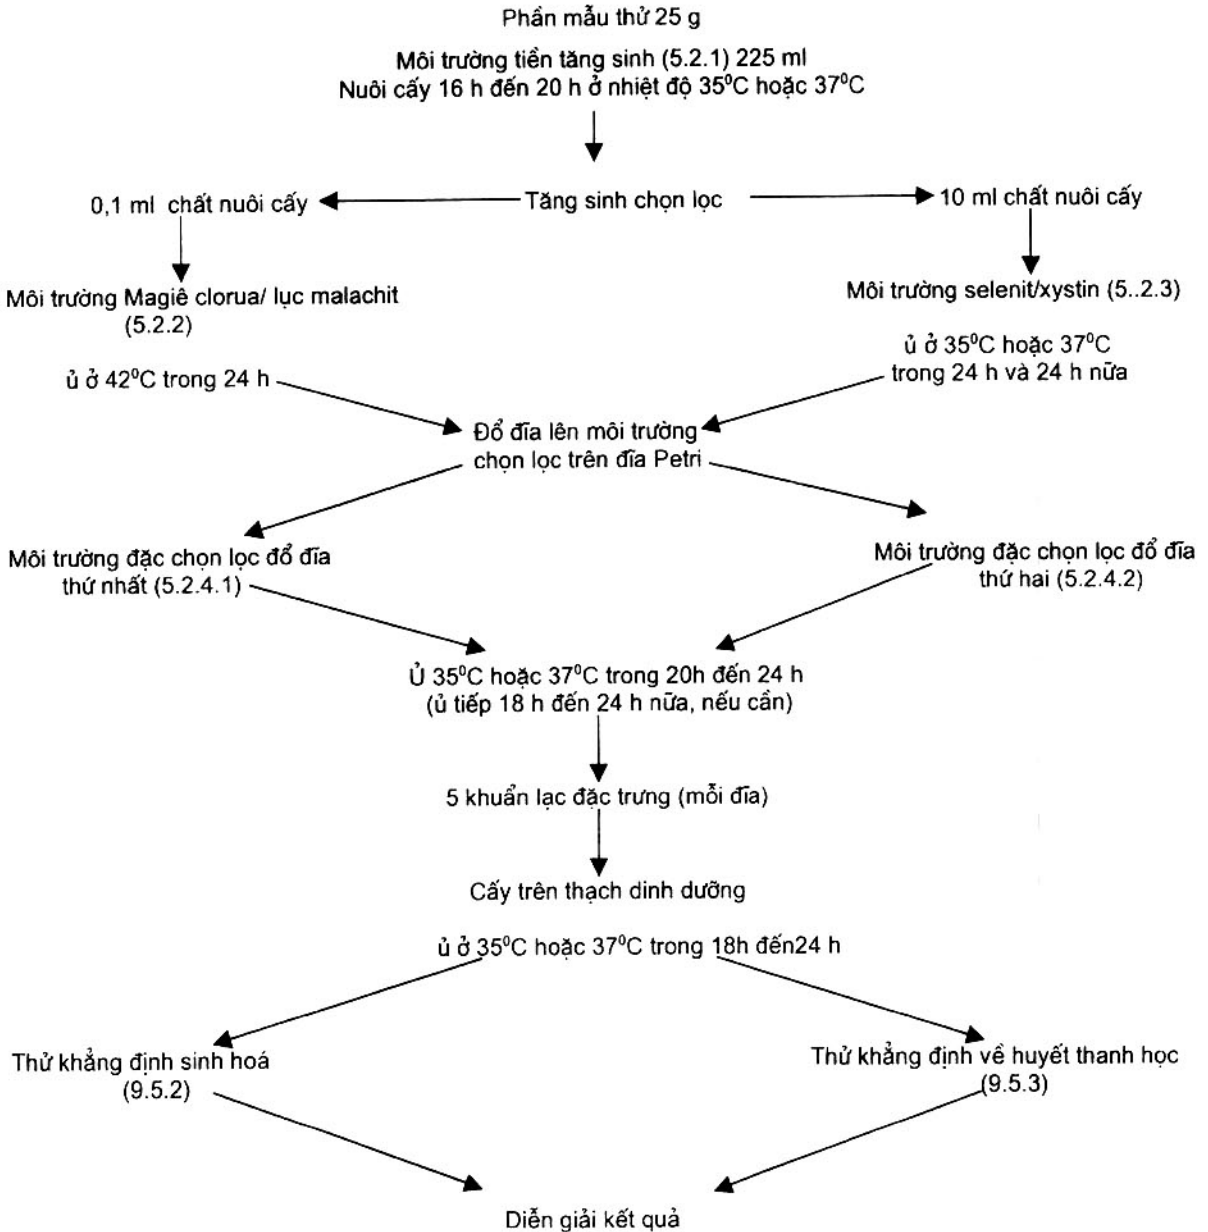 Phần mẫu thử 25 g
Môi trường tiền tăng sinh (5.2.1) 225 ml
Nuôi cấy 16 h đến 20 h ở nhiệt độ 35⁰C hoặc 37⁰C
0,1 ml chất nuôi cấy
Tăng sinh chọn lọc
10 ml chất nuôi cấy
Môi trường Magiê clorua/ lục malachit
(5.2.2)
Môi trường selenit/xystin (5..2.3)
ủ ở 42⁰C trong 24 h
ủ ở 35⁰C hoặc 37⁰C
trong 24 h và 24 h nữa
Đổ đĩa lên môi trường
chọn lọc trên đĩa Petri
Môi trường đặc chọn lọc đổ đĩa
thứ nhất (5.2.4.1)
Môi trường đặc chọn lọc đổ đĩa
thứ hai (5.2.4.2)
Ủ 35⁰C hoặc 37⁰C trong 20h đến 24 h
(ủ tiếp 18 h đến 24 h nữa, nếu cần)
5 khuẩn lạc đặc trưng (mỗi đĩa)
Cấy trên thạch dinh dưỡng
ủ ở 35⁰C hoặc 37⁰C trong 18h đến24 h
Thử khẳng định sinh hoá
(9.5.2)
Thử khẳng định về huyết thanh học
(9.5.3)
Diễn giải kết quả